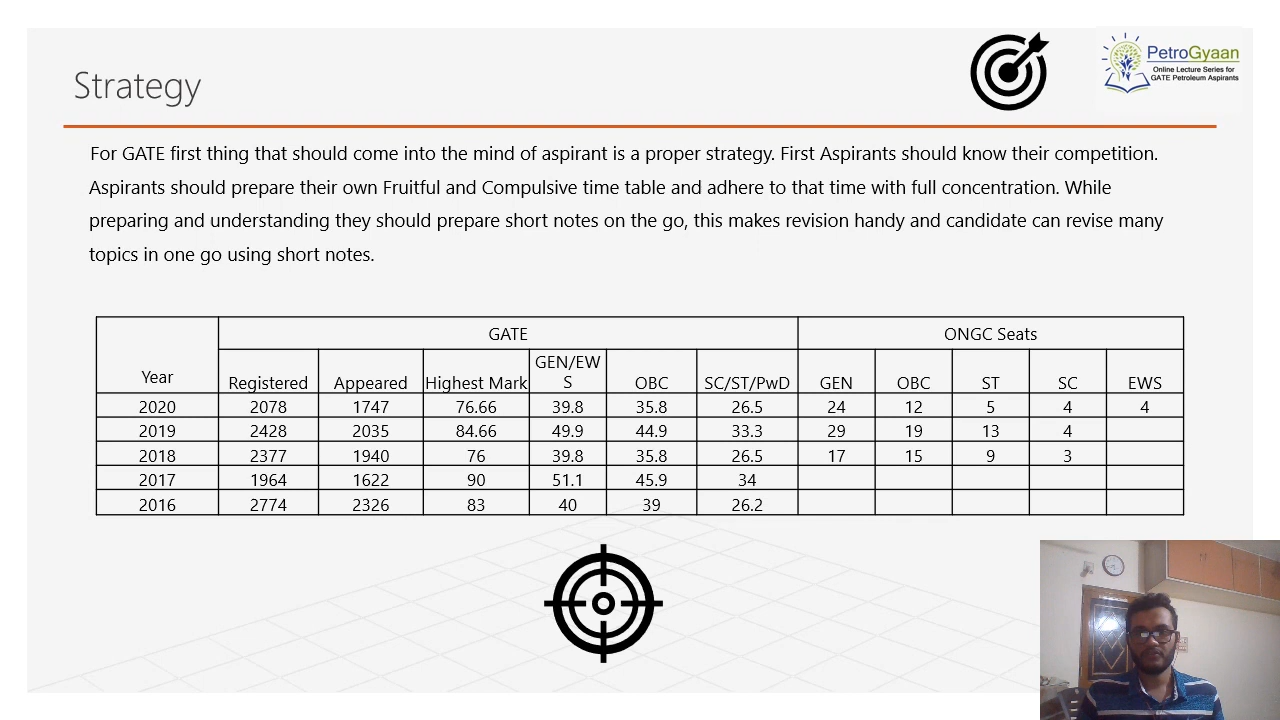 Strategy
PetroGyaan
Online Lecture Series for
GATE Petroleum Aspirants
For GATE first thing that should come into the mind of aspirant is a proper strategy. First Aspirants should know their competition.
Aspirants should prepare their own Fruitful and Compulsive time table and adhere to that time with full concentration. While
preparing and understanding they should prepare short notes on the go, this makes revision handy and candidate can revise many
topics in one go using short notes.
Year GATE ONGC Seats
Registered Appeared Highest Mark GEN/EWS OBC SC/ST/PwD GEN OBC ST SC EWS
2020 2078 1747 76.66 39.8 35.8 26.5 24 12 5 4 4
2019 2428 2035 84.66 49.9 44.9 33.3 29 19 13 4
2018 2377 1940 76 39.8 35.8 26.5 17 15 9 3
2017 1964 1622 90 51.1 45.9 34
2016 2774 2326 83 40 39 26.2